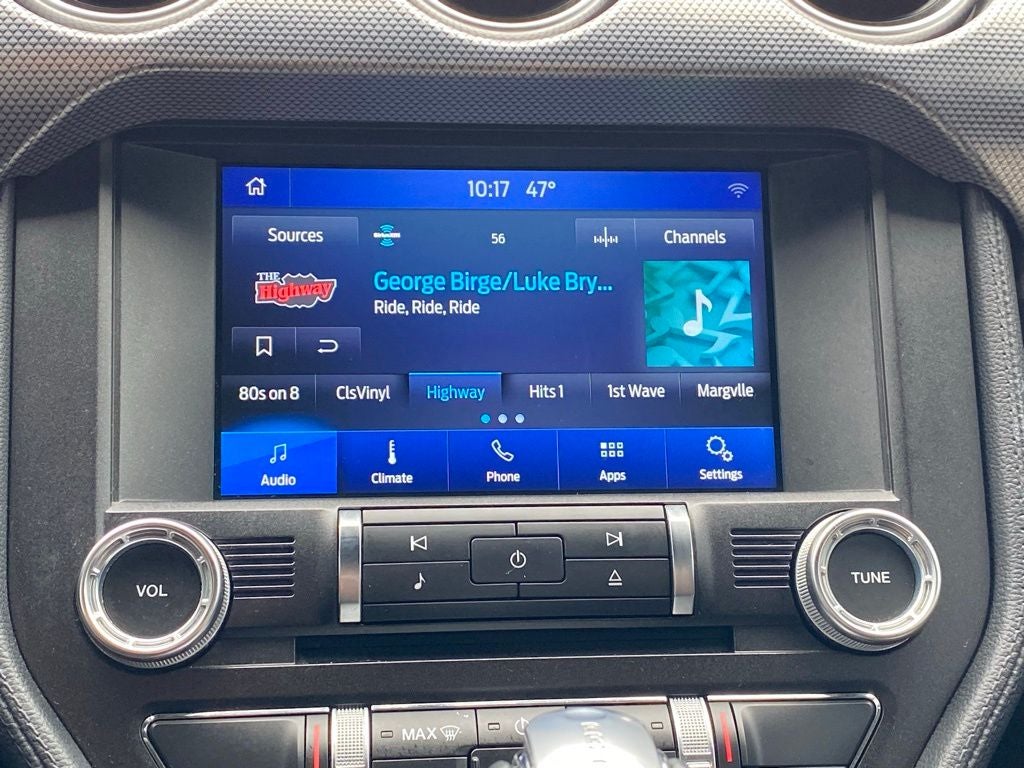 10:17 47°
Sources
SiriusXM
56
Channels
THE
Highway
George Birge/Luke Bry...
Ride, Ride, Ride
80s on 8 ClsVinyl Highway Hits 1 1st Wave Margvlle
Audio Climate Phone Apps Settings
VOL
TUNE
MAX